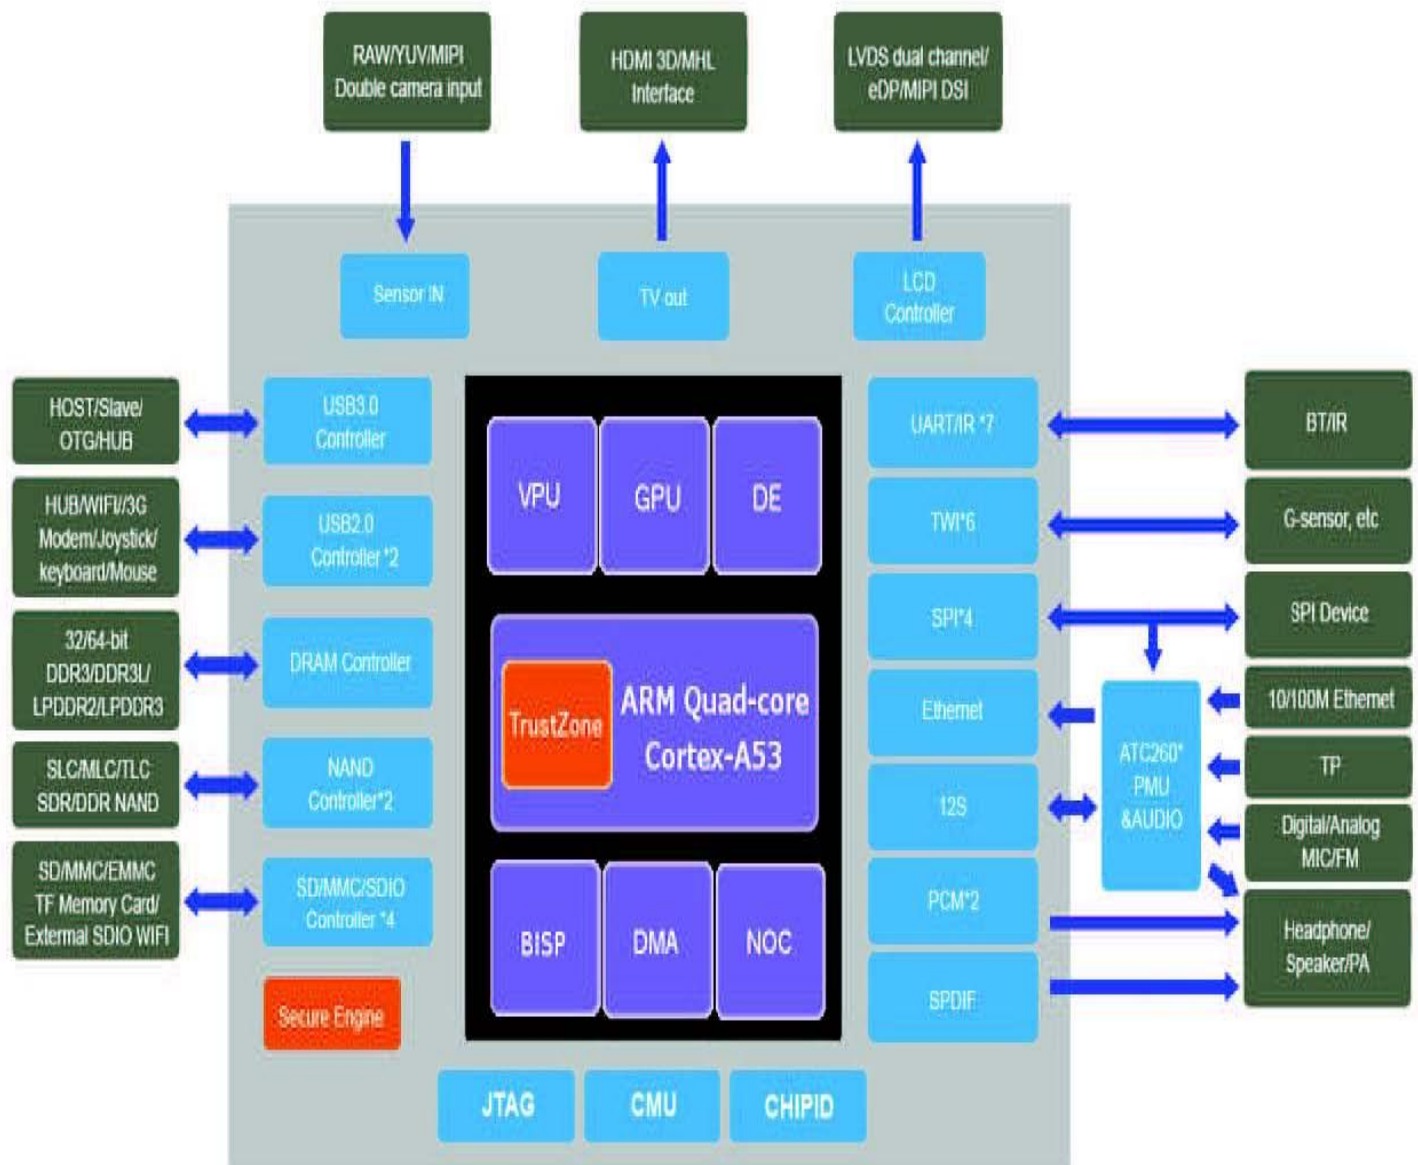 RAW/YUV/MIPI
Double camera input
HDMI 3D/MHL
Interface
LVDS dual channel/
eDP/MIPI DSI
Sensor IN
TV out
LCD
Controller
HOST/Slave/
OTG/HUB
USB3.0
Controller
HUB/WIFI//3G
Modem/Joystick/
keyboard/Mouse
USB2.0
Controller *2
32/64-bit
DDR3/DDR3L/
LPDDR2/LPDDR3
DRAM Controller
SLC/MLC/TLC
SDR/DDR NAND
NAND
Controller*2
SD/MMC/EMMC
TF Memory Card/
Extermal SDIO WIFI
SD/MMC/SDIO
Controller *4
Secure Engine
VPU
GPU
DE
TrustZone
ARM Quad-core
Cortex-A53
BISP
DMA
NOC
UART/IR *7
BT/IR
TWI*6
G-sensor, etc
SPI*4
SPI Device
Ethernet
10/100M Ethernet
ATC260*
PMU
&AUDIO
TP
12S
Digital/Analog
MIC/FM
PCM*2
Headphone/
Speaker/PA
SPDIF
JTAG
CMU
CHIPID